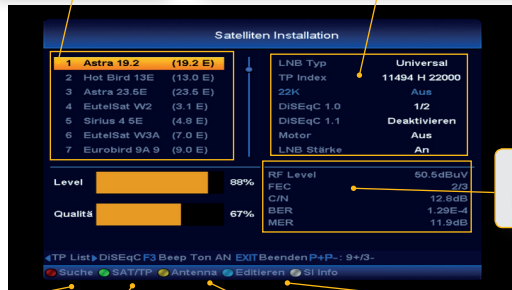 Satelliten Installation
1 Astra 19.2 (19.2 E)
2 Hot Bird 13E (13.0 E)
3 Astra 23.5E (23.5 E)
4 EutelSat W2 (3.1 E)
5 Sirius 4 5E (4.8 E)
6 EutelSat W3A (7.0 E)
7 Eurobird 9A 9 (9.0 E)
LNB Typ Universal
TP Index 11494 H 22000
22K Aus
DiSEqC 1.0 1/2
DiSEqC 1.1 Deaktivieren
Motor Aus
LNB Stärke An
Level 88%
Qualitä 67%
RF Level 50.5dBuV
FEC 2/3
C/N 12.8dB
BER 1.29E-4
MER 11.9dB
TP List DiSEqC F3 Beep Ton AN EXIT Beenden P+P-: 9+/3-
Suche SAT/TP Antenna Editieren SI Info